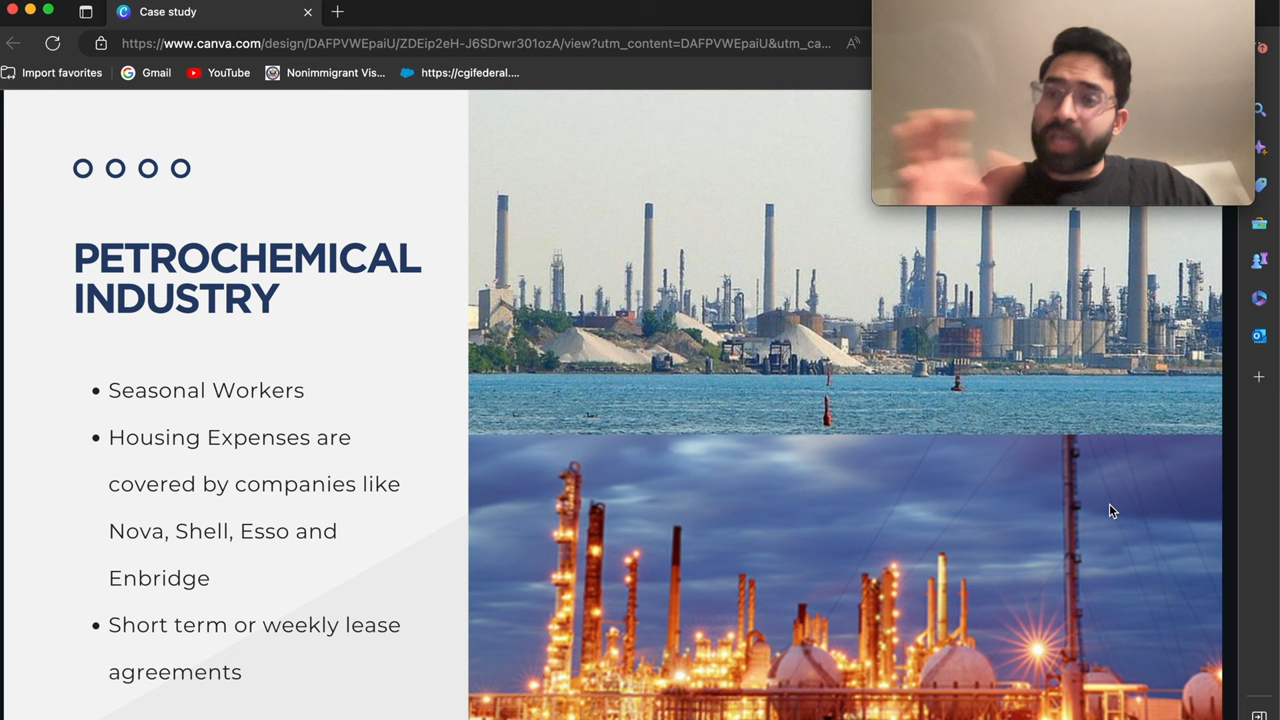 Case study
https://www.canva.com/design/DAFPVWEpaiU/ZDEip2eH-J6SDrwr301ozA/view?utm_content=DAFPVWEpaiU&utm_ca...
Import favorites
Gmail
YouTube
Nonimmigrant Vis...
https://cgifederal....
PETROCHEMICAL
INDUSTRY
• Seasonal Workers
• Housing Expenses are
covered by companies like
Nova, Shell, Esso and
Enbridge
• Short term or weekly lease
agreements